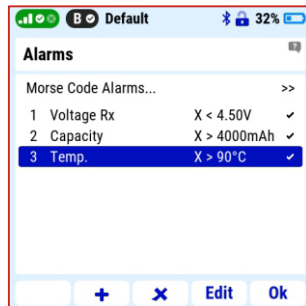 B Default 32%
Alarms
Morse Code Alarms... >>
1 Voltage Rx X < 4.50V
2 Capacity X > 4000mAh
3 Temp. X > 90°C
Edit Ok